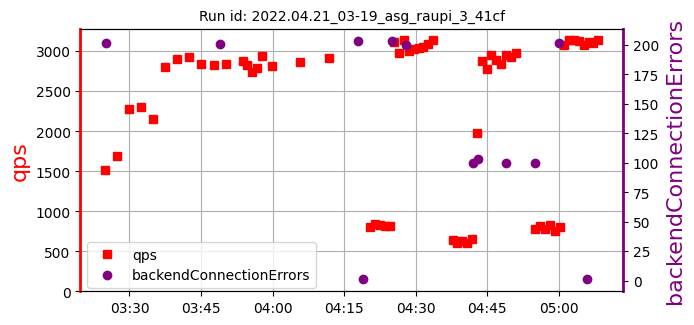 Run id: 2022.04.21_03-19_asg_raupi_3_41cf
qps
3000
2500
2000
1500
1000
500
0
200
175
150
125
100
75
50
25
0
backendConnectionErrors
qps
backendConnectionErrors
03:30 03:45 04:00 04:15 04:30 04:45 05:00